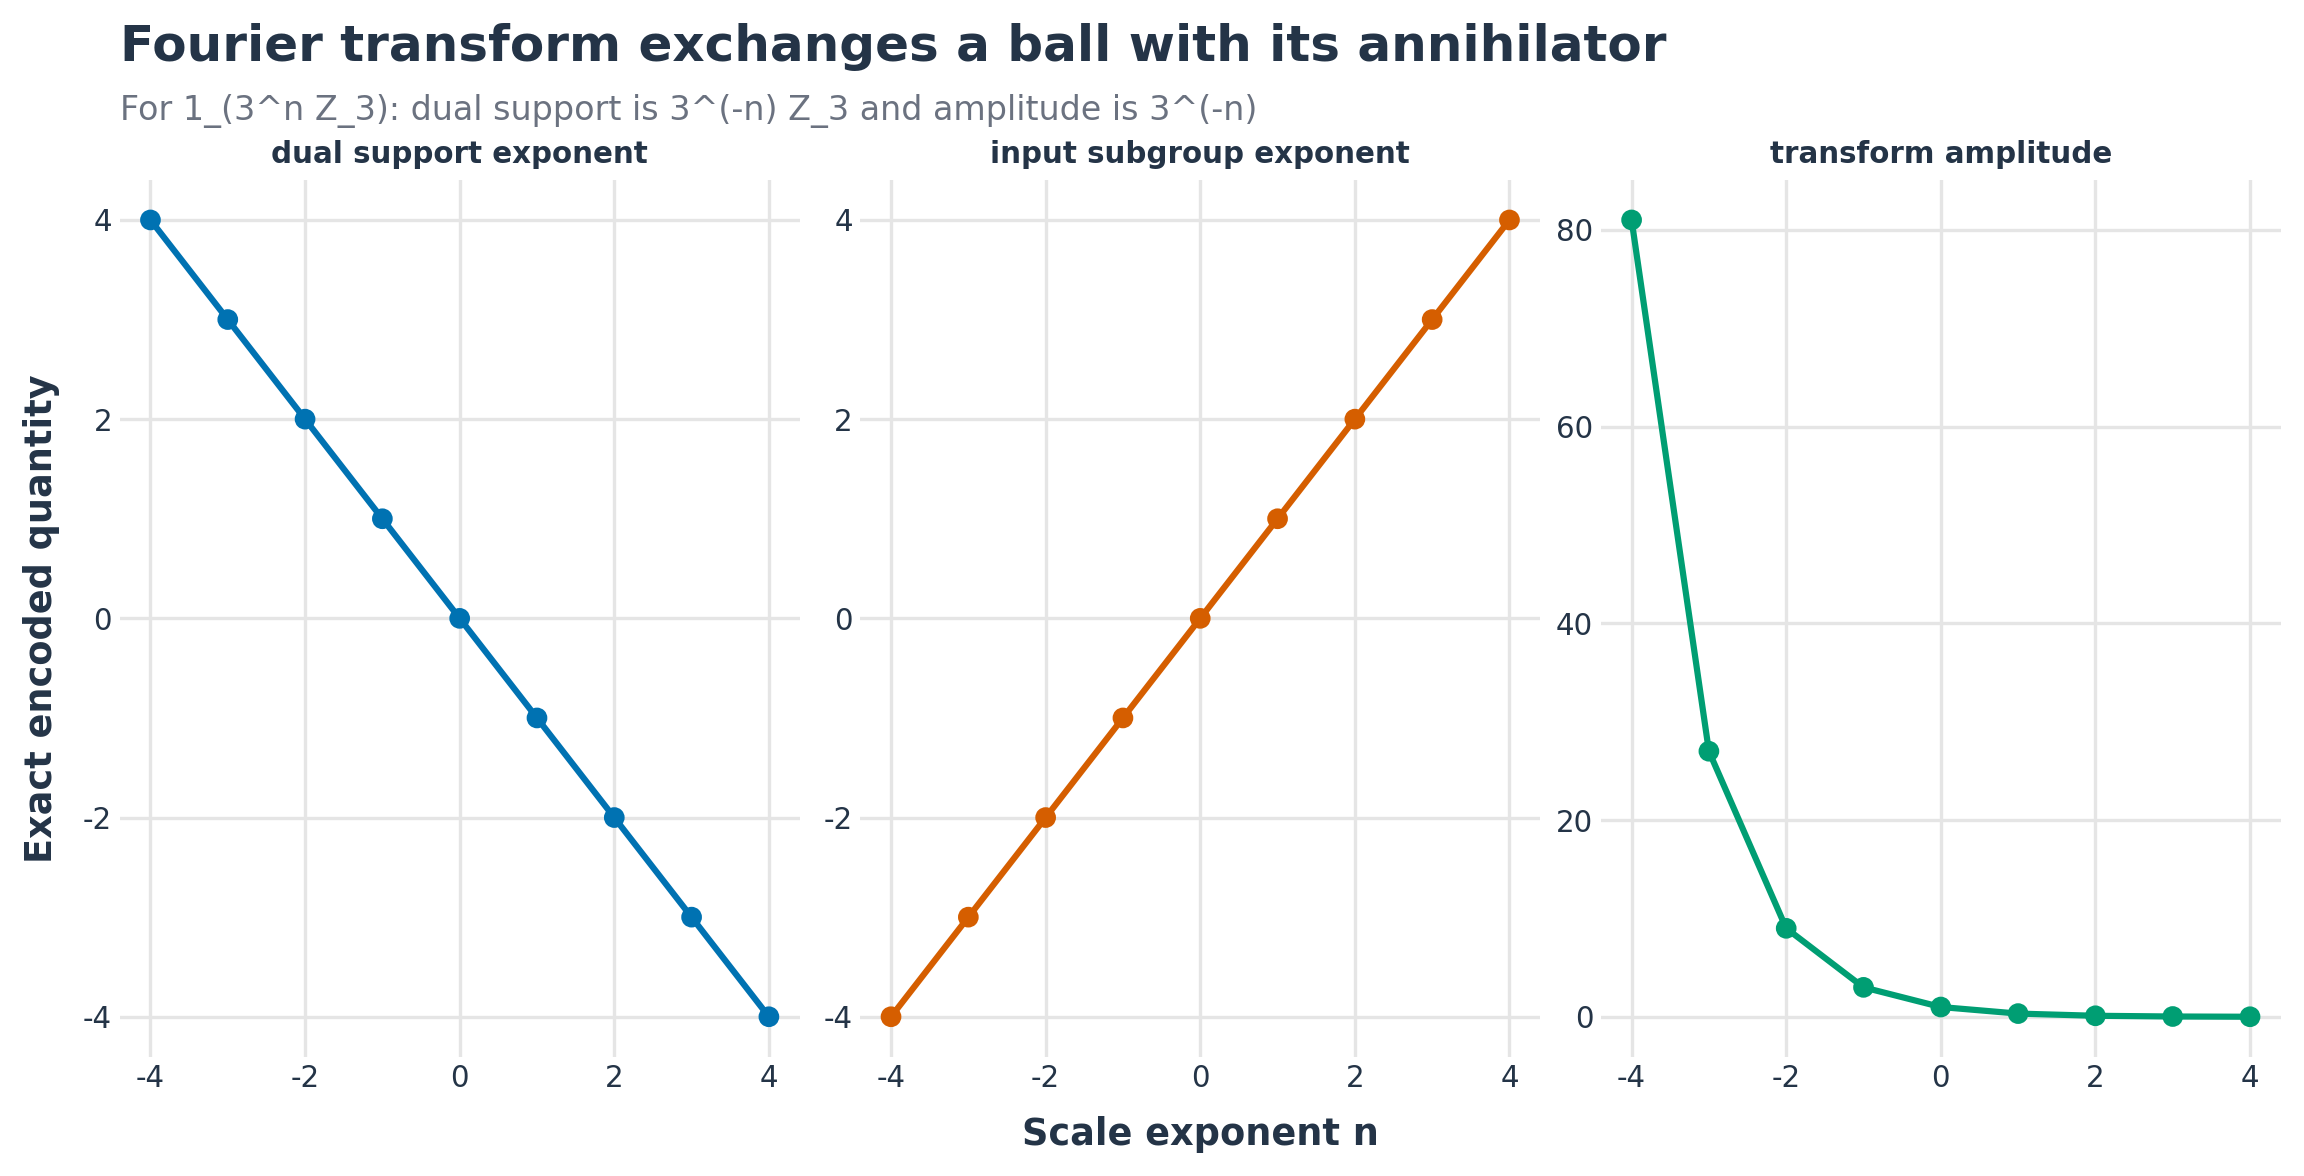 Fourier transform exchanges a ball with its annihilator
For 1_(3^n Z_3): dual support is 3^(-n) Z_3 and amplitude is 3^(-n)
dual support exponent
input subgroup exponent
transform amplitude
Exact encoded quantity
4
2
0
-2
-4
-4 -2 0 2 4
4
2
0
-2
-4
-4 -2 0 2 4
80
60
40
20
0
-4 -2 0 2 4
Scale exponent n